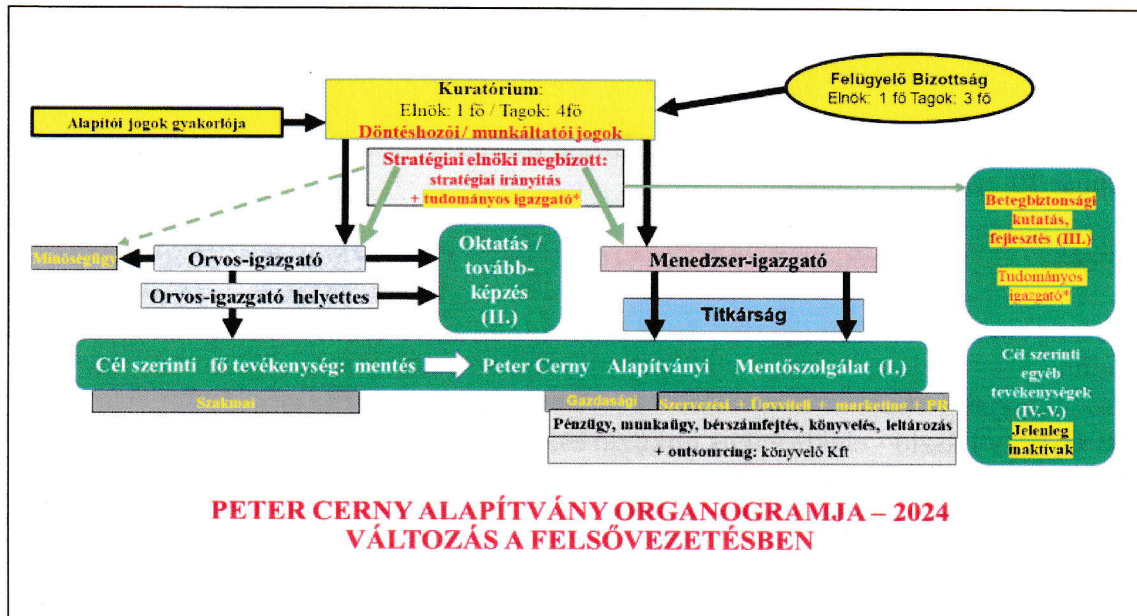 Kuratórium:
Elnök: 1 fő / Tagok: 4fő
Döntéshozói / munkáltatói jogok
Felügyelő Bizottság
Elnök: 1 fő Tagok: 3 fő
Alapítói jogok gyakorlója
Stratégiai elnöki megbízott:
stratégiai irányítás
+ tudományos igazgató*
Betegbiztonsági
kutatás,
fejlesztés (III.)
Tudományos
igazgató*
Minőségügy
Orvos-igazgató
Orvos-igazgató helyettes
Oktatás /
tovább-
képzés
(II.)
Menedzser-igazgató
Titkárság
Cél szerinti fő tevékenység: mentés
Peter Cerny Alapítványi Mentőszolgálat (I.)
Cél szerinti
egyéb
tevékenységek
(IV.-V.)
Jelenleg
inaktívak
Szakmai
Gazdasági
Szervezési + Ügyviteli + marketing + PR
Pénzügy, munkaügy, bérszámfejtés, könyvelés, leltározás
+ outsourcing: könyvelő Kft
PETER CERNY ALAPÍTVÁNY ORGANOGRAMJA – 2024
VÁLTOZÁS A FELSŐVEZETÉSBEN